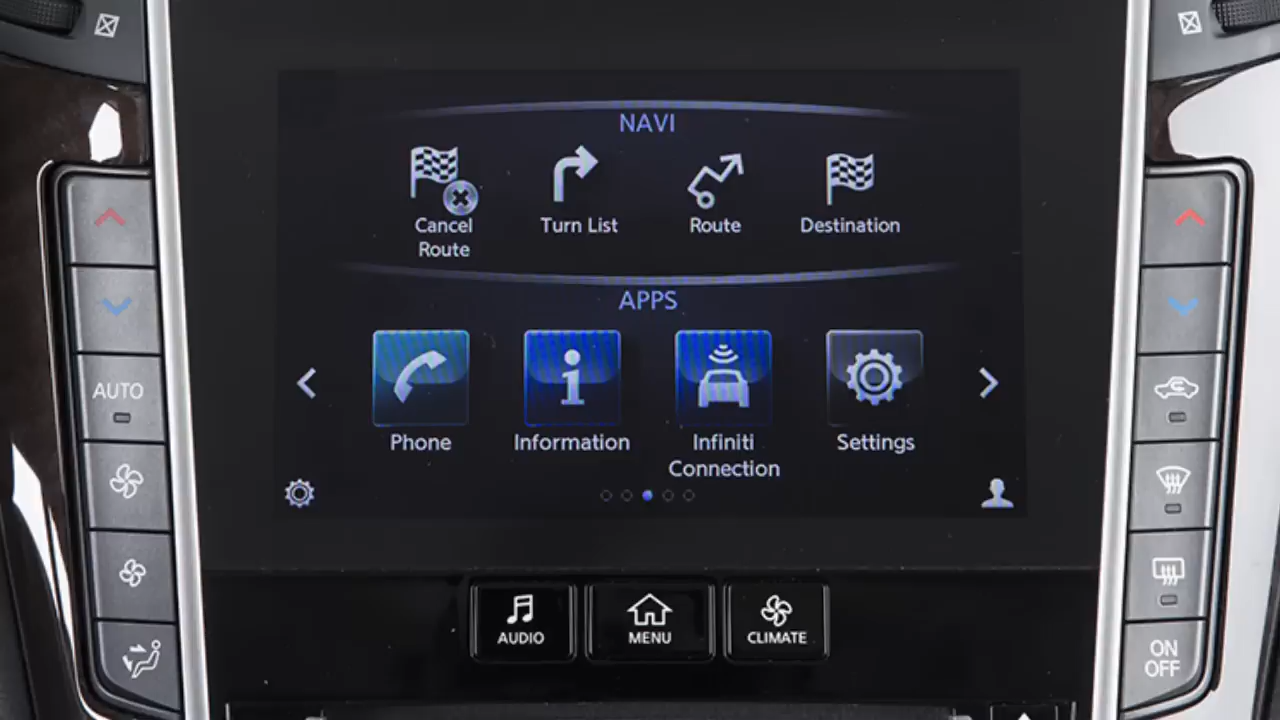 NAVI
Cancel Route
Turn List
Route
Destination
APPS
Phone
Information
Infiniti Connection
Settings
AUTO
AUDIO
MENU
CLIMATE
ON
OFF